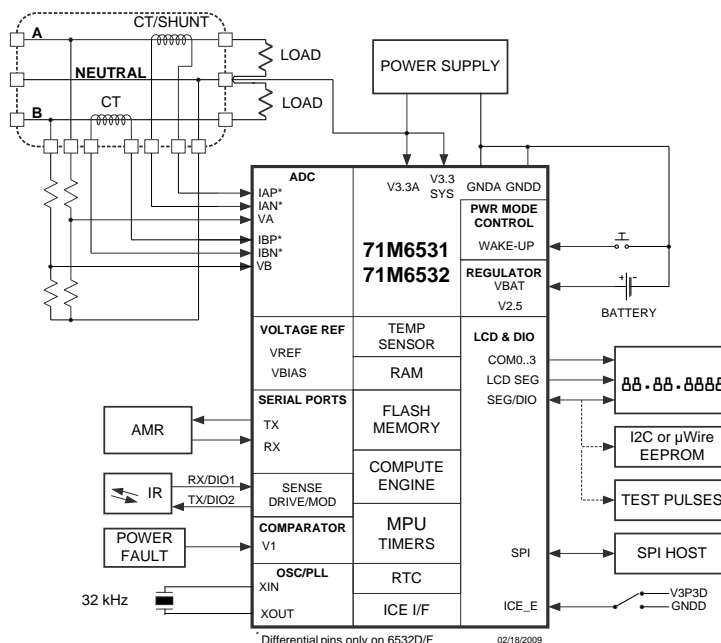 CT/SHUNT
A
LOAD
NEUTRAL
CT
LOAD
B
POWER SUPPLY
ADC
IAP*
IAN*
VA
IBP*
IBN*
VB
V3.3A
V3.3 SYS
GNDA GNDD
71M6531
71M6532
PWR MODE
CONTROL
WAKE-UP
REGULATOR
VBAT
V2.5
BATTERY
VOLTAGE REF
VREF
VBIAS
TEMP
SENSOR
RAM
LCD & DIO
COM0..3
LCD SEG
SEG/DIO
88.88.8888
SERIAL PORTS
TX
RX
AMR
FLASH
MEMORY
I2C or µWire
EEPROM
IR
RX/DIO1
TX/DIO2
SENSE
DRIVE/MOD
COMPUTE
ENGINE
TEST PULSES
POWER
FAULT
COMPARATOR
V1
MPU
TIMERS
SPI
SPI HOST
32 kHz
OSC/PLL
XIN
XOUT
RTC
ICE I/F
ICE_E
V3P3D
GNDD
* Differential pins only on 6532D/F
02/18/2009